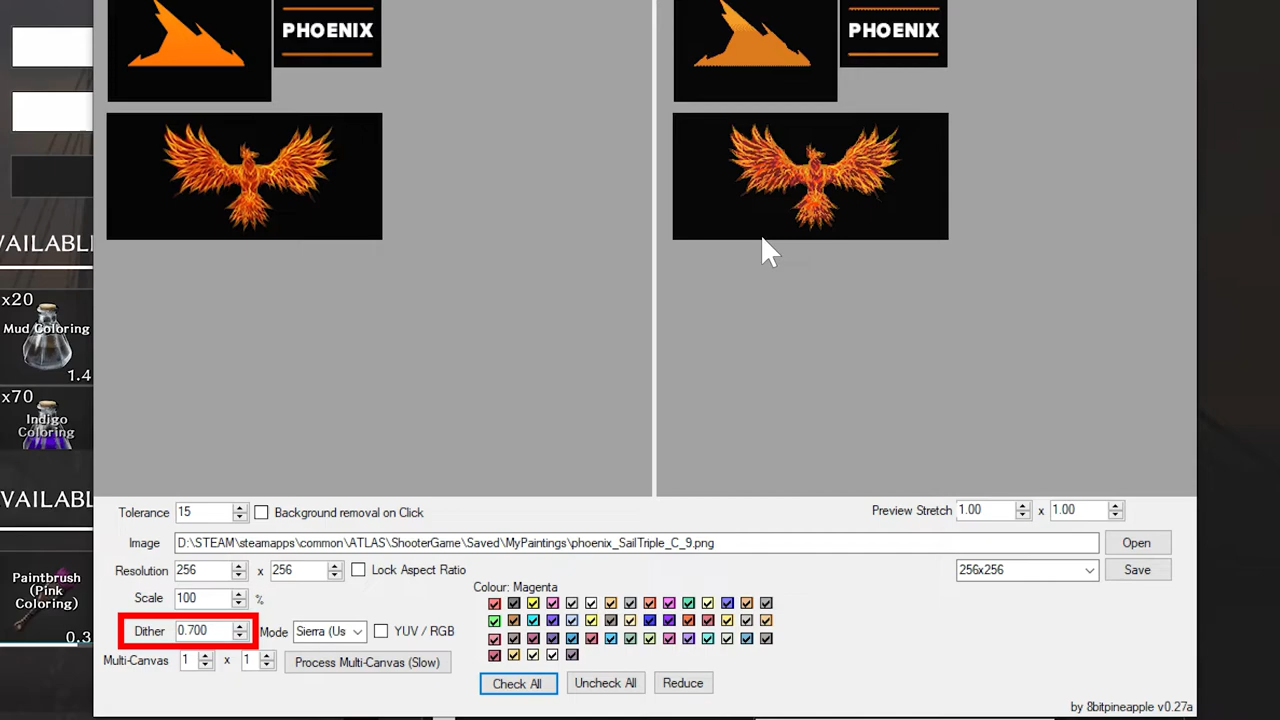 PHOENIX
PHOENIX
VAILABL
x20
Mud Coloring
1.4
x70
Indigo
Coloring
VAILABL
Paintbrush
(Pink
Coloring)
0.3
Tolerance 15 Background removal on Click
Preview Stretch 1.00 x 1.00
Image D:\STEAM\steamapps\common\ATLAS\ShooterGame\Saved\MyPaintings\phoenix_SailTriple_C_9.png Open
Resolution 256 x 256 Lock Aspect Ratio
256x256 Save
Colour: Magenta
Scale 100 %
Dither 0.700 Mode Sierra (Us YUV / RGB
Multi-Canvas 1 x 1 Process Multi-Canvas (Slow)
Check All Uncheck All Reduce
by 8bitpineapple v0.27a